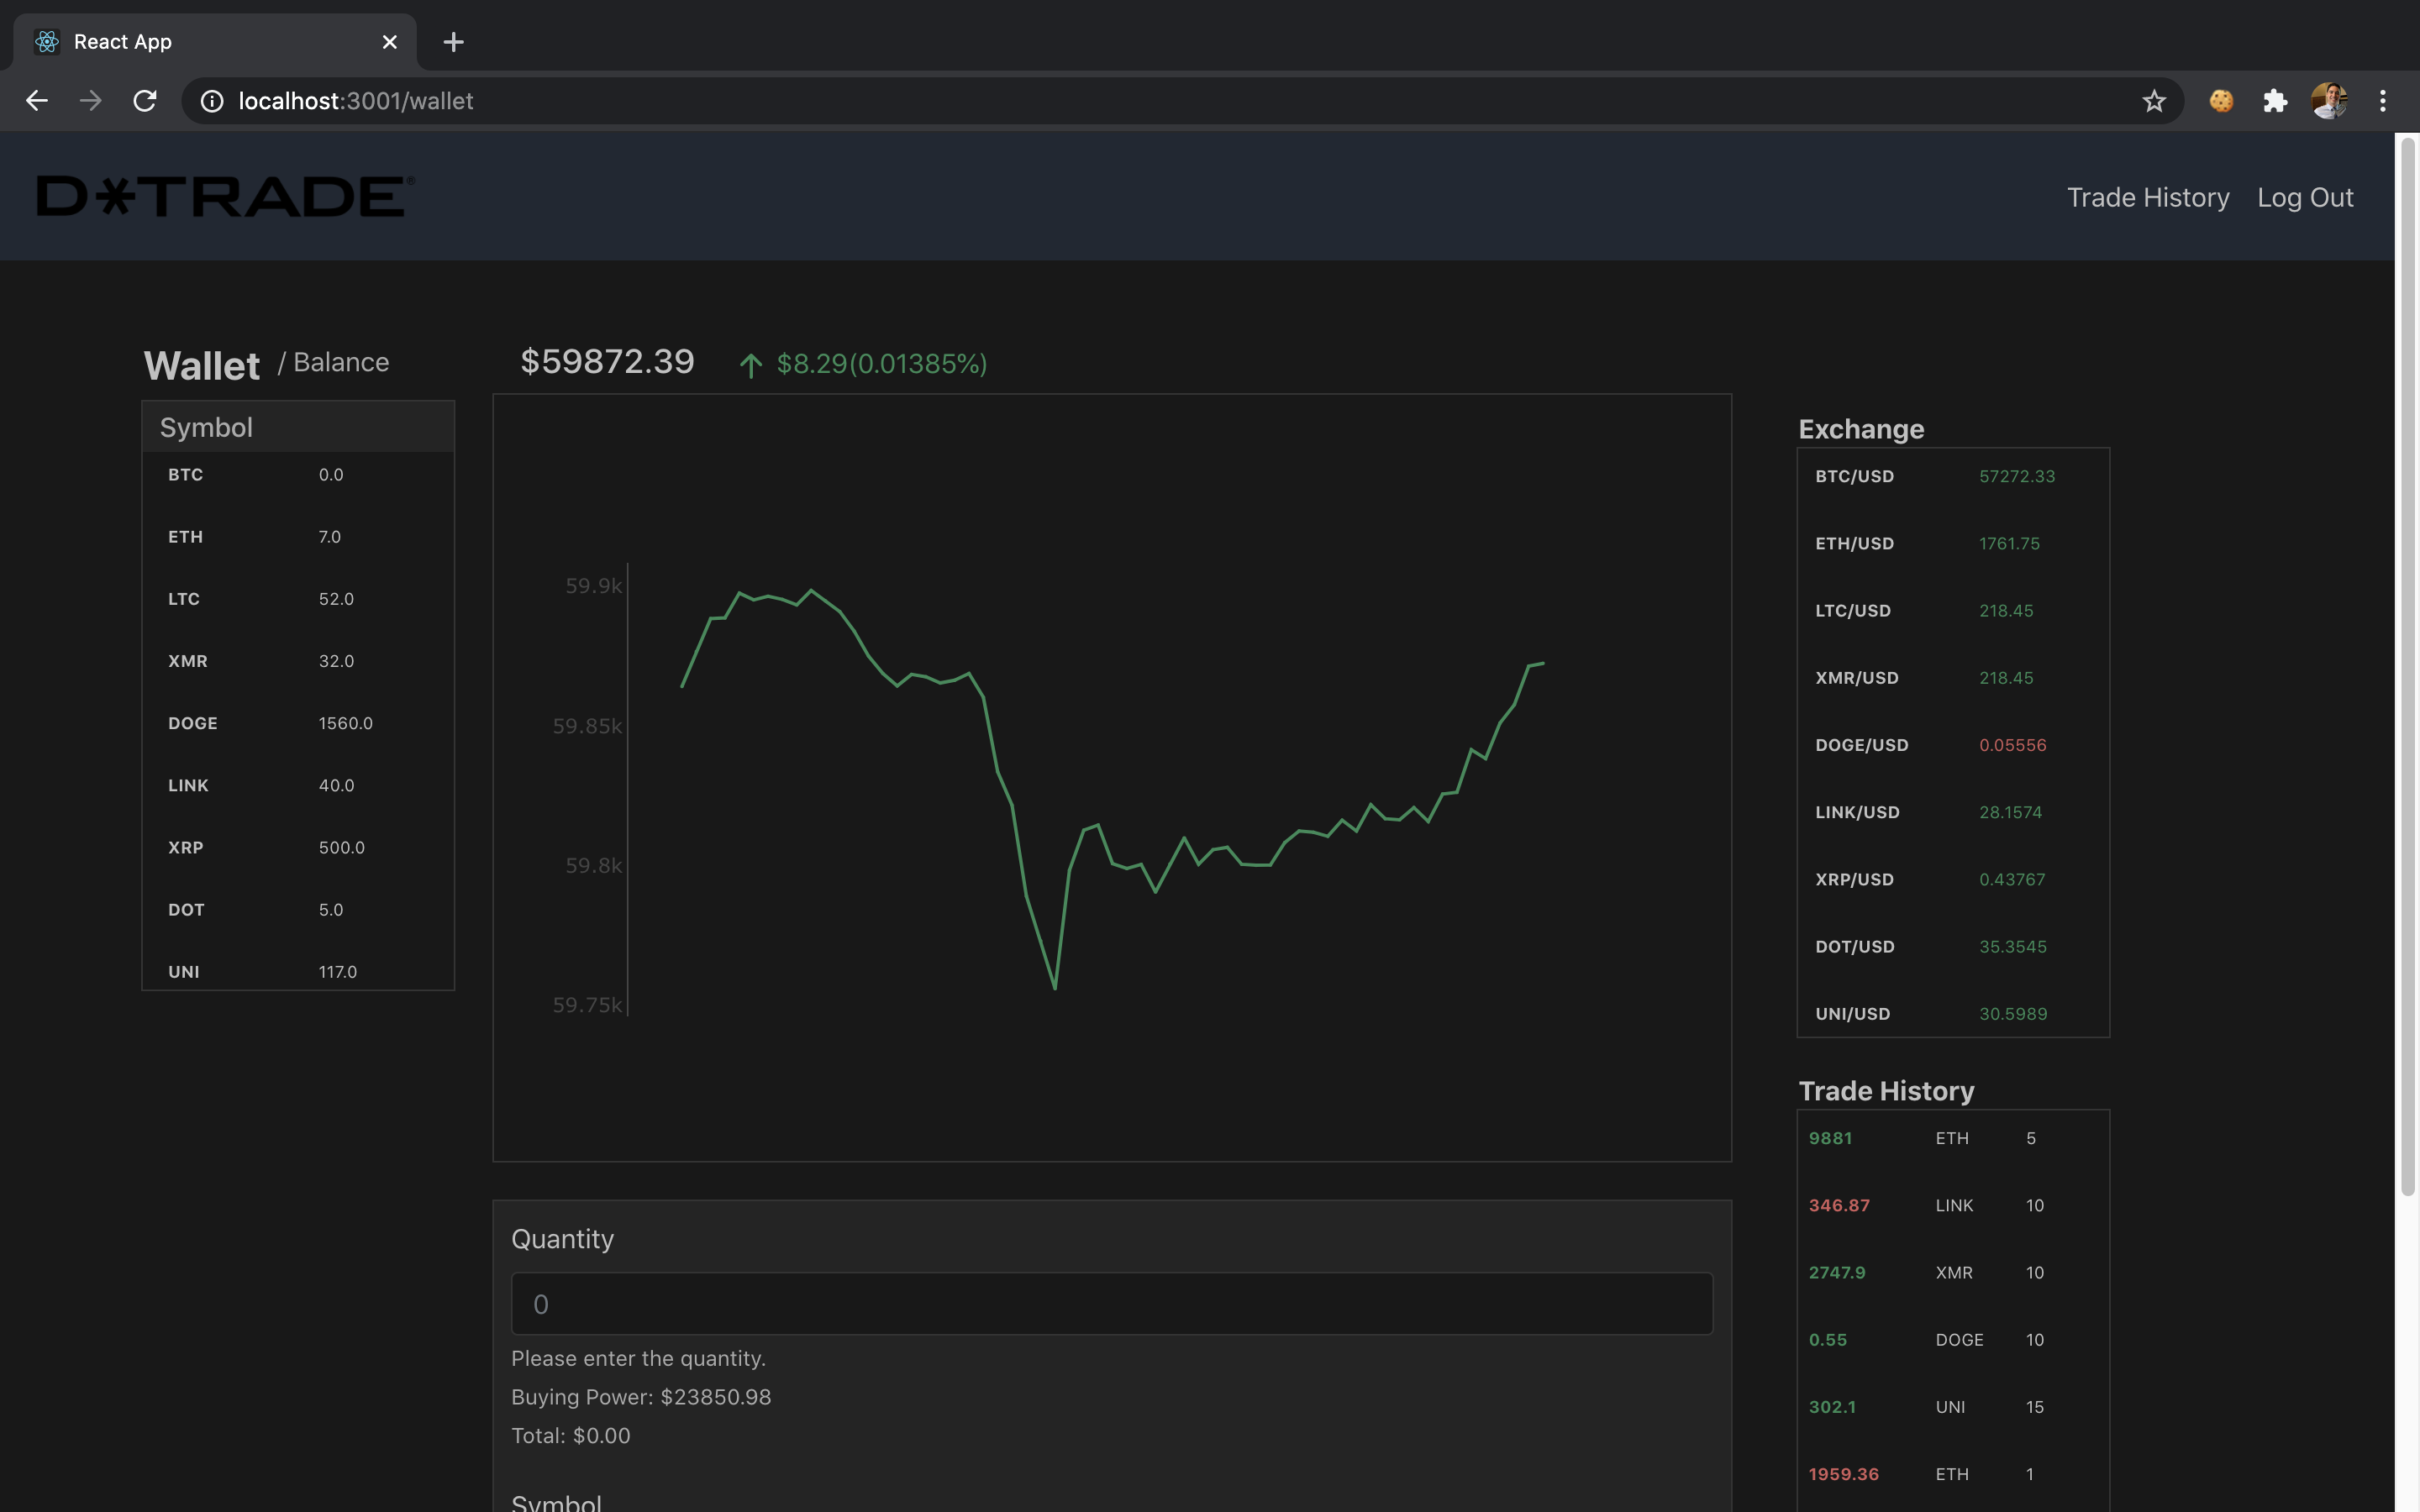 React App
localhost:3001/wallet
D*TRADE®
Trade History Log Out
Wallet / Balance
$59872.39 $8.29(0.01385%)
Symbol
BTC 0.0
ETH 7.0
LTC 52.0
XMR 32.0
DOGE 1560.0
LINK 40.0
XRP 500.0
DOT 5.0
UNI 117.0
59.9k
59.85k
59.8k
59.75k
Quantity
0
Please enter the quantity.
Buying Power: $23850.98
Total: $0.00
Symbol
Exchange
BTC/USD 57272.33
ETH/USD 1761.75
LTC/USD 218.45
XMR/USD 218.45
DOGE/USD 0.05556
LINK/USD 28.1574
XRP/USD 0.43767
DOT/USD 35.3545
UNI/USD 30.5989
Trade History
9881 ETH 5
346.87 LINK 10
2747.9 XMR 10
0.55 DOGE 10
302.1 UNI 15
1959.36 ETH 1